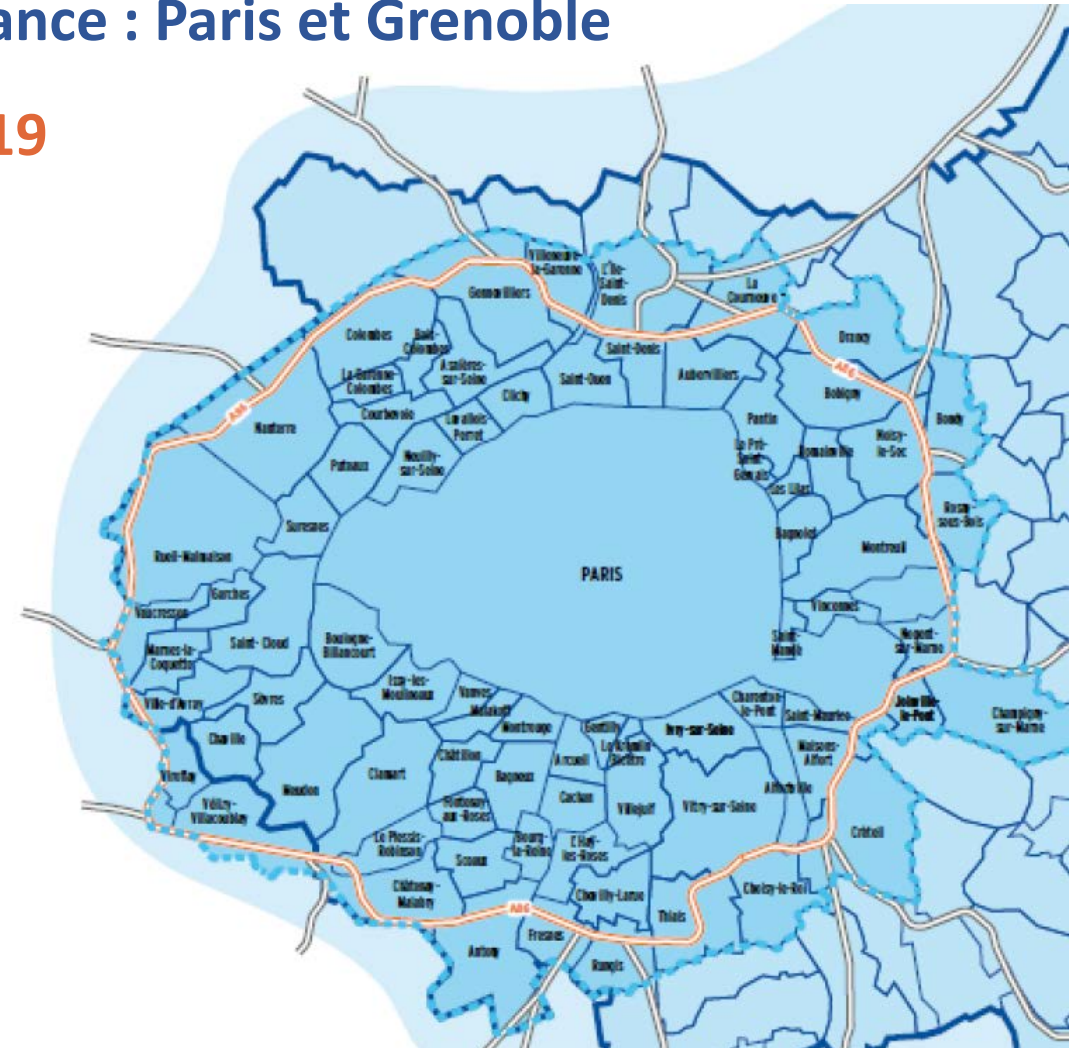 ance : Paris et Grenoble
19
Villeneuve-
la-Garenne
L'Ile-
Saint-
Denis
La
Courneuve
Gennevilliers
Colombes
Bois-
Colombes
Saint-Denis
Drancy
A86
La Garenne-
Colombes
Asnières-
sur-Seine
Saint-Ouen
Aubervilliers
Bobigny
Clichy
A86
Courbevoie
Levallois-
Perret
Pantin
Bondy
Nanterre
Noisy-
le-Sec
Romainville
Le Pré-
Saint-
Gervais
Puteaux
Neuilly-
sur-Seine
Les Lilas
Rosny-
sous-Bois
Suresnes
Bagnolet
Montreuil
Rueil-Malmaison
PARIS
Garches
Vaucresson
Vincennes
Marnes-la-
Coquette
Saint-Cloud
Boulogne-
Billancourt
Saint-
Mandé
Nogent-
sur-Marne
Ville-d'Avray
Sèvres
Issy-les-
Moulineaux
Vanves
Malakoff
Montrouge
Charenton-
le-Pont
Saint-Maurice
Joinville-
le-Pont
Champigny-
sur-Marne
Chaville
Gentilly
Le Kremlin-
Bicêtre
Ivry-sur-Seine
Maisons-
Alfort
Châtillon
Arcueil
Viroflay
Meudon
Clamart
Bagneux
Alfortville
Vélizy-
Villacoublay
Fontenay-
aux-Roses
Cachan
Villejuif
Vitry-sur-Seine
Le Plessis-
Robinson
Bourg-
la-Reine
L'Haÿ-
les-Roses
Créteil
Sceaux
Châtenay-
Malabry
Chevilly-Larue
Choisy-le-Roi
A86
Thiais
Fresnes
Antony
Rungis